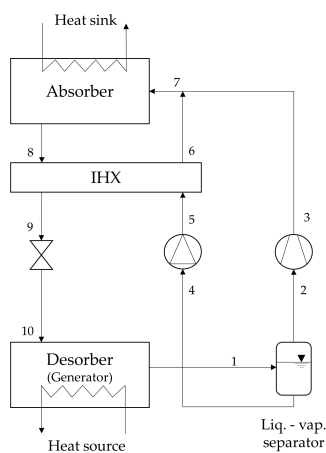 Heat sink
Absorber
7
8
6
IHX
9
5
3
4
2
10
Desorber
(Generator)
1
Heat source
Liq. - vap.
separator